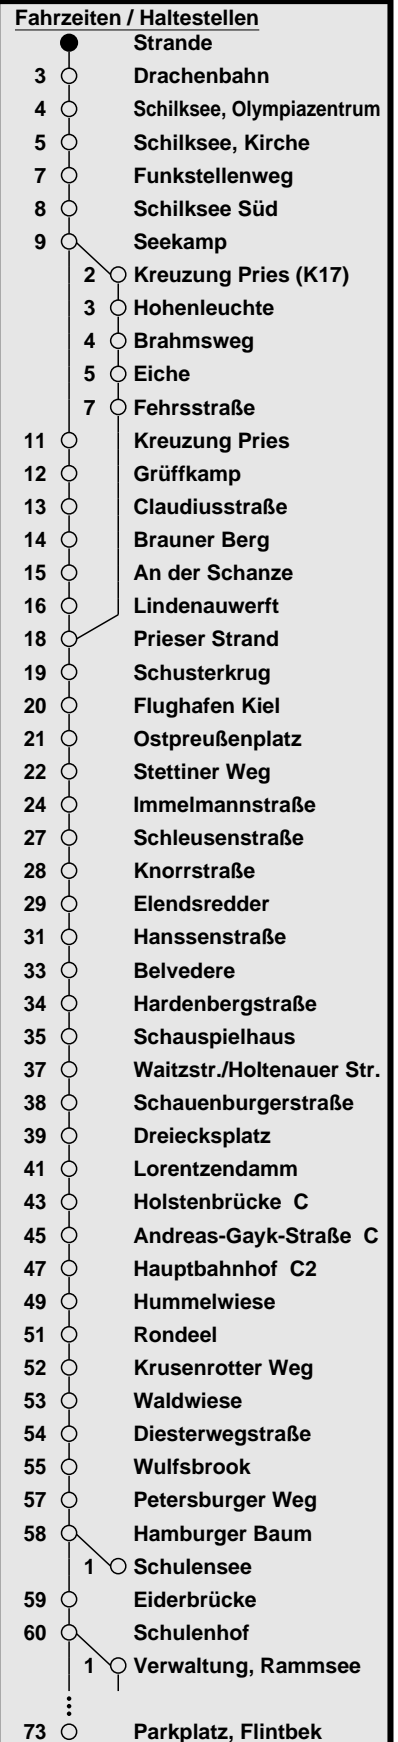 Fahrzeiten / Haltestellen
Strande
3 Drachenbahn
4 Schilksee, Olympiazentrum
5 Schilksee, Kirche
7 Funkstellenweg
8 Schilksee Süd
9 Seekamp
2 Kreuzung Pries (K17)
3 Hohenleuchte
4 Brahmsweg
5 Eiche
7 Fehrsstraße
11 Kreuzung Pries
12 Grüffkamp
13 Claudiusstraße
14 Brauner Berg
15 An der Schanze
16 Lindenauwerft
18 Prieser Strand
19 Schusterkrug
20 Flughafen Kiel
21 Ostpreußenplatz
22 Stettiner Weg
24 Immelmannstraße
27 Schleusenstraße
28 Knorrstraße
29 Elendsredder
31 Hanssenstraße
33 Belvedere
34 Hardenbergstraße
35 Schauspielhaus
37 Waitzstr./Holtenauer Str.
38 Schauenburgerstraße
39 Dreiecksplatz
41 Lorentzendamm
43 Holstenbrücke C
45 Andreas-Gayk-Straße C
47 Hauptbahnhof C2
49 Hummelwiese
51 Rondeel
52 Krusenrotter Weg
53 Waldwiese
54 Diesterwegstraße
55 Wulfsbrook
57 Petersburger Weg
58 Hamburger Baum
1 Schulensee
59 Eiderbrücke
60 Schulenhof
1 Verwaltung, Rammsee
73 Parkplatz, Flintbek